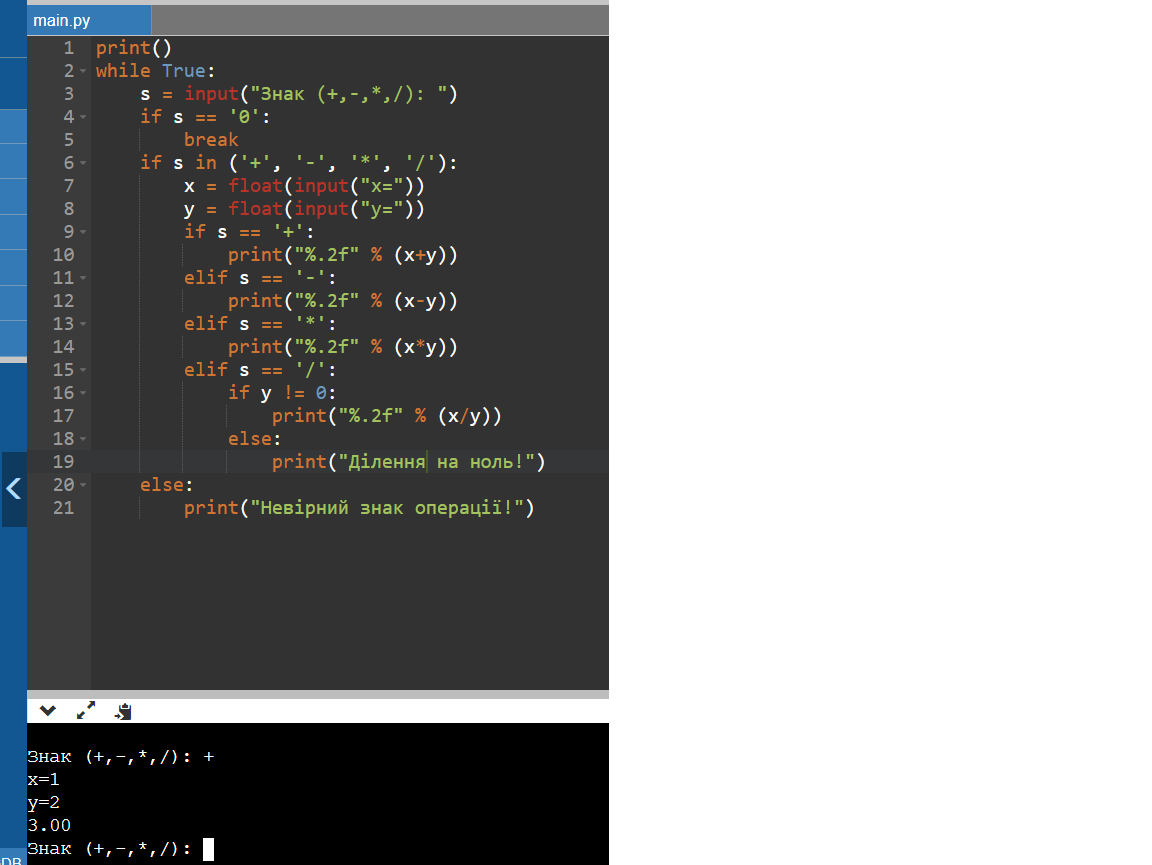 main.py
1 print()
2 while True:
3     s = input("Знак (+,-,*,/): ")
4     if s == '0':
5         break
6     if s in ('+', '-', '*', '/'):
7         x = float(input("x="))
8         y = float(input("y="))
9         if s == '+':
10             print("%.2f" % (x+y))
11         elif s == '-':
12             print("%.2f" % (x-y))
13         elif s == '*':
14             print("%.2f" % (x*y))
15         elif s == '/':
16             if y != 0:
17                 print("%.2f" % (x/y))
18             else:
19                 print("Ділення на ноль!")
20     else:
21         print("Невірний знак операції!")
Знак (+,-,*,/): +
x=1
y=2
3.00
Знак (+,-,*,/):